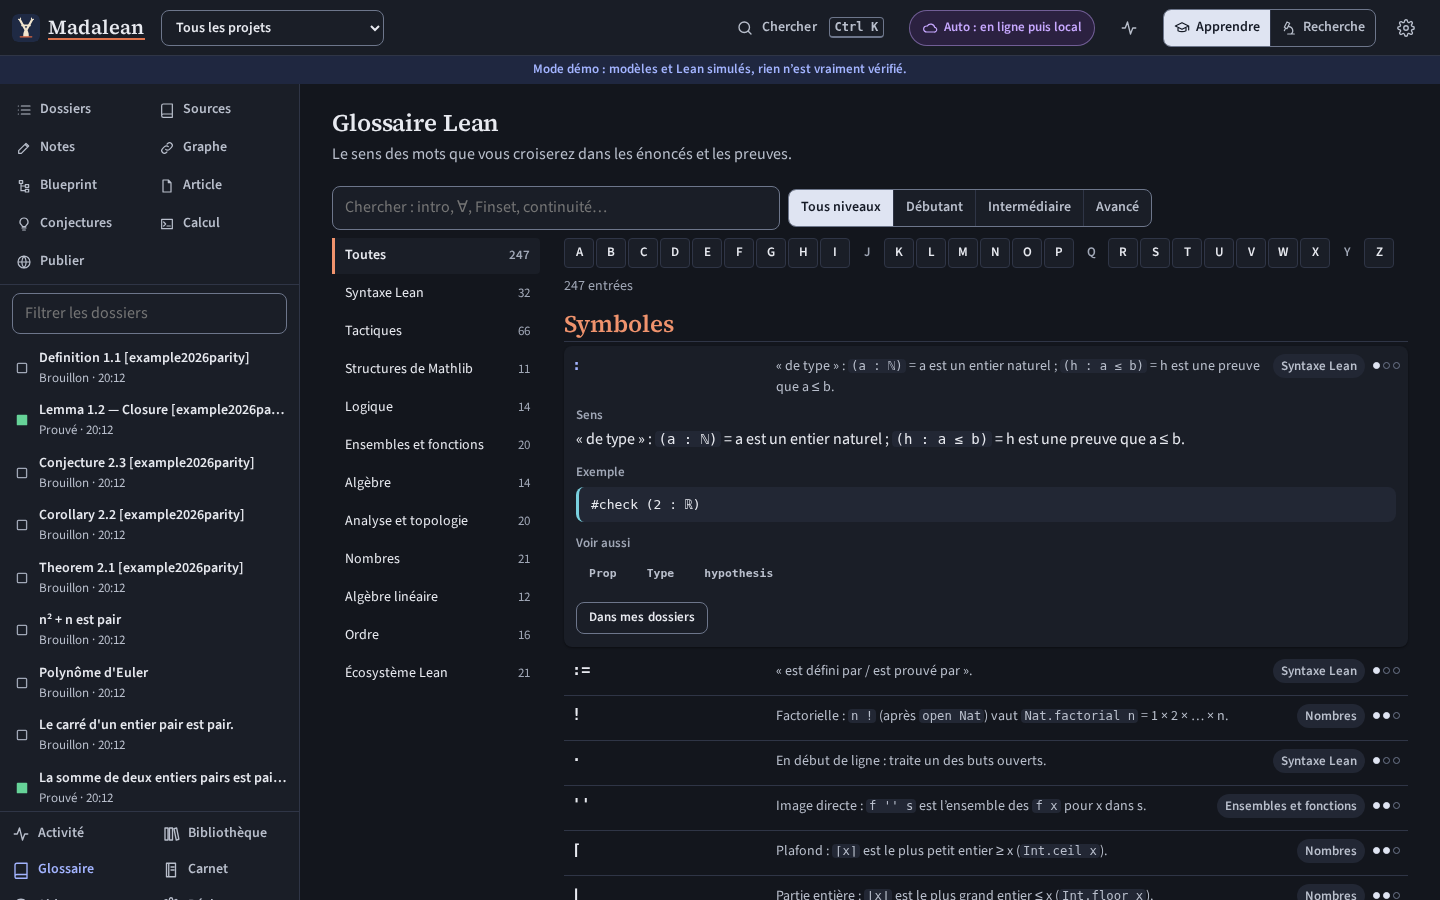 Madalean
Tous les projets
Chercher
Ctrl K
Auto : en ligne puis local
Apprendre
Recherche
Mode démo : modèles et Lean simulés, rien n’est vraiment vérifié.
Dossiers
Sources
Notes
Graphe
Blueprint
Article
Conjectures
Calcul
Publier
Filtrer les dossiers
Definition 1.1 [example2026parity]
Brouillon · 20:12
Lemma 1.2 — Closure [example2026pa…
Prouvé · 20:12
Conjecture 2.3 [example2026parity]
Brouillon · 20:12
Corollary 2.2 [example2026parity]
Brouillon · 20:12
Theorem 2.1 [example2026parity]
Brouillon · 20:12
n² + n est pair
Brouillon · 20:12
Polynôme d'Euler
Brouillon · 20:12
Le carré d'un entier pair est pair.
Brouillon · 20:12
La somme de deux entiers pairs est pai…
Prouvé · 20:12
Activité
Bibliothèque
Glossaire
Carnet
Glossaire Lean
Le sens des mots que vous croiserez dans les énoncés et les preuves.
Chercher : intro, ∀, Finset, continuité…
Tous niveaux
Débutant
Intermédiaire
Avancé
Toutes 247
Syntaxe Lean 32
Tactiques 66
Structures de Mathlib 11
Logique 14
Ensembles et fonctions 20
Algèbre 14
Analyse et topologie 20
Nombres 21
Algèbre linéaire 12
Ordre 16
Écosystème Lean 21
A B C D E F G H I J K L M N O P Q R S T U V W X Y Z
247 entrées
Symboles
: « de type » : (a : ℕ) = a est un entier naturel ; (h : a ≤ b) = h est une preuve Syntaxe Lean
que a ≤ b.
Sens
« de type » : (a : ℕ) = a est un entier naturel ; (h : a ≤ b) = h est une preuve que a ≤ b.
Exemple
#check (2 : ℝ)
Voir aussi
Prop Type hypothesis
Dans mes dossiers
:= « est défini par / est prouvé par ». Syntaxe Lean
! Factorielle : n ! (après open Nat) vaut Nat.factorial n = 1 × 2 × … × n. Nombres
· En début de ligne : traite un des buts ouverts. Syntaxe Lean
'' Image directe : f '' s est l’ensemble des f x pour x dans s. Ensembles et fonctions
⌈ Plafond : ⌈x⌉ est le plus petit entier ≥ x (Int.ceil x). Nombres
⌊ Partie entière : ⌊x⌋ est le plus grand entier ≤ x (Int.floor x). Nombres